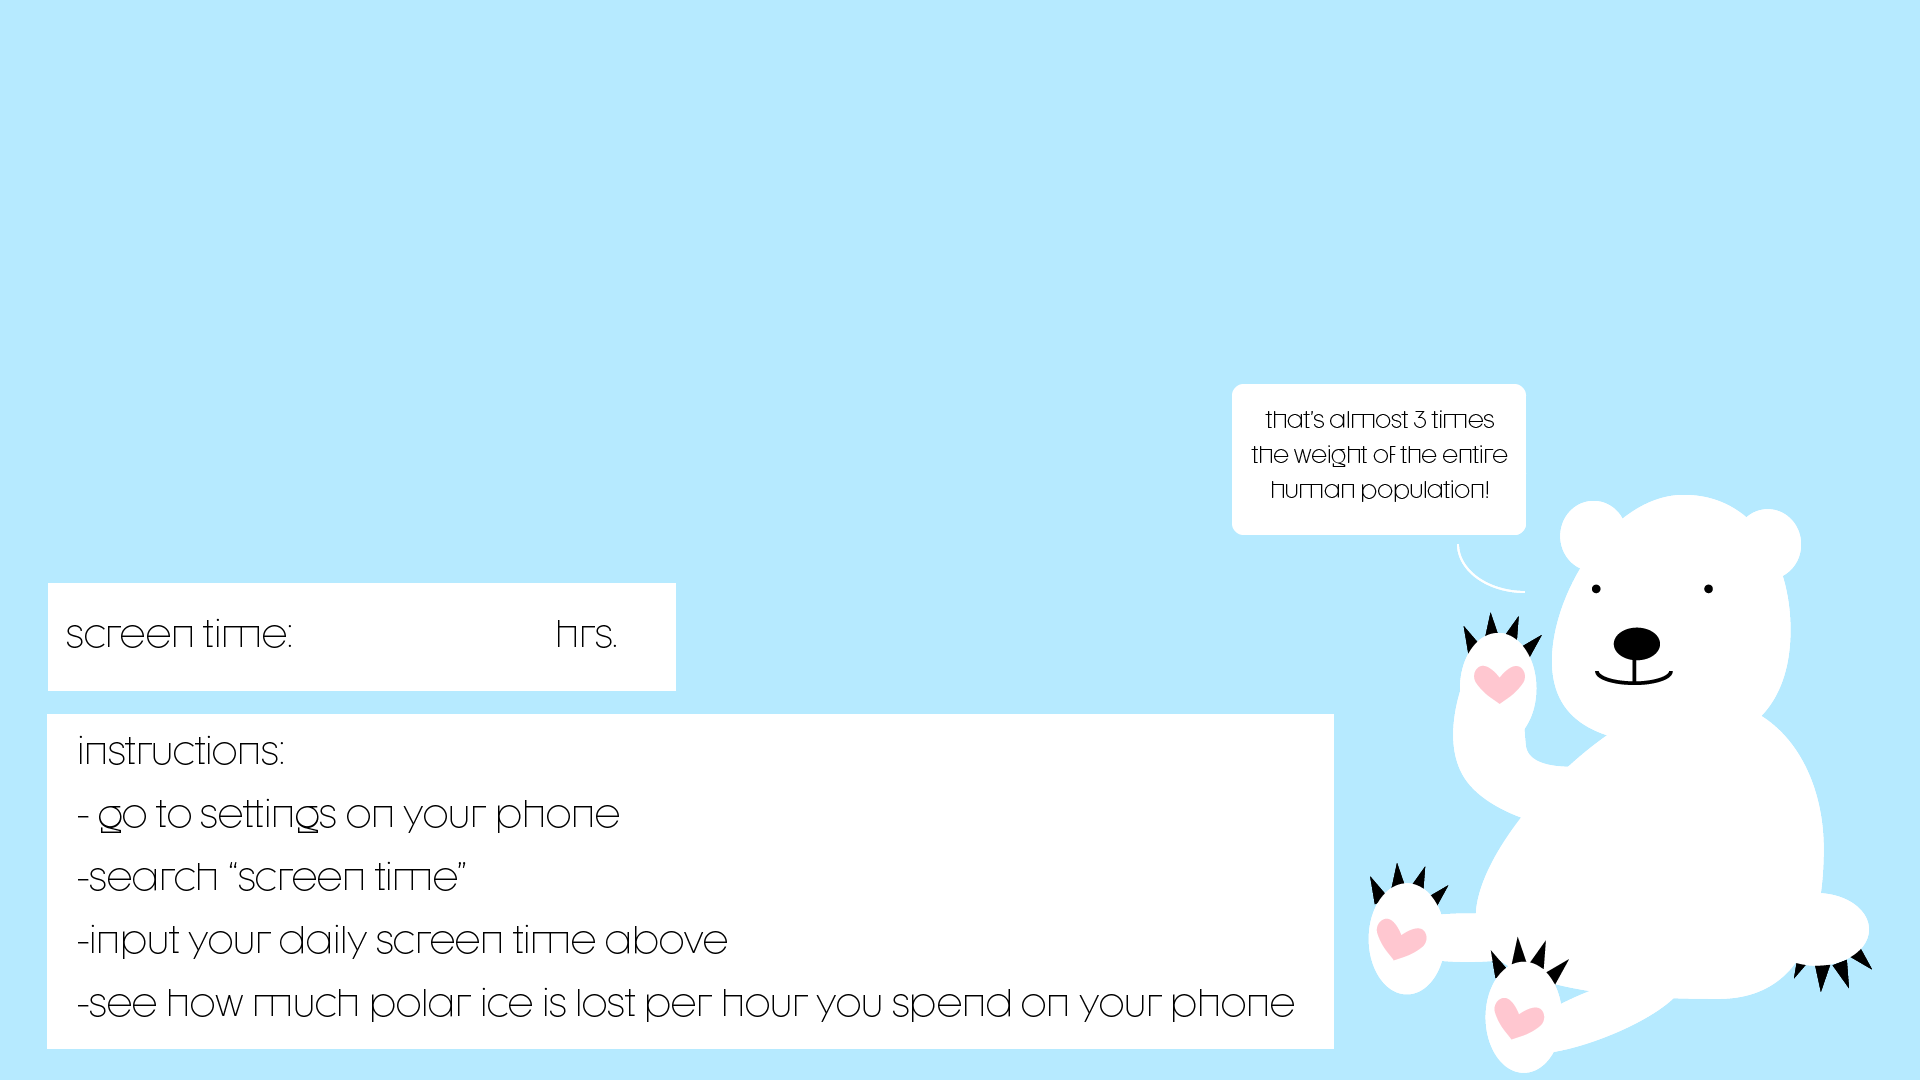 that's almost 3 times
the weight of the entire
human population!
screen time: hrs.
instructions:
- go to settings on your phone
-search “screen time”
-input your daily screen time above
-see how much polar ice is lost per hour you spend on your phone